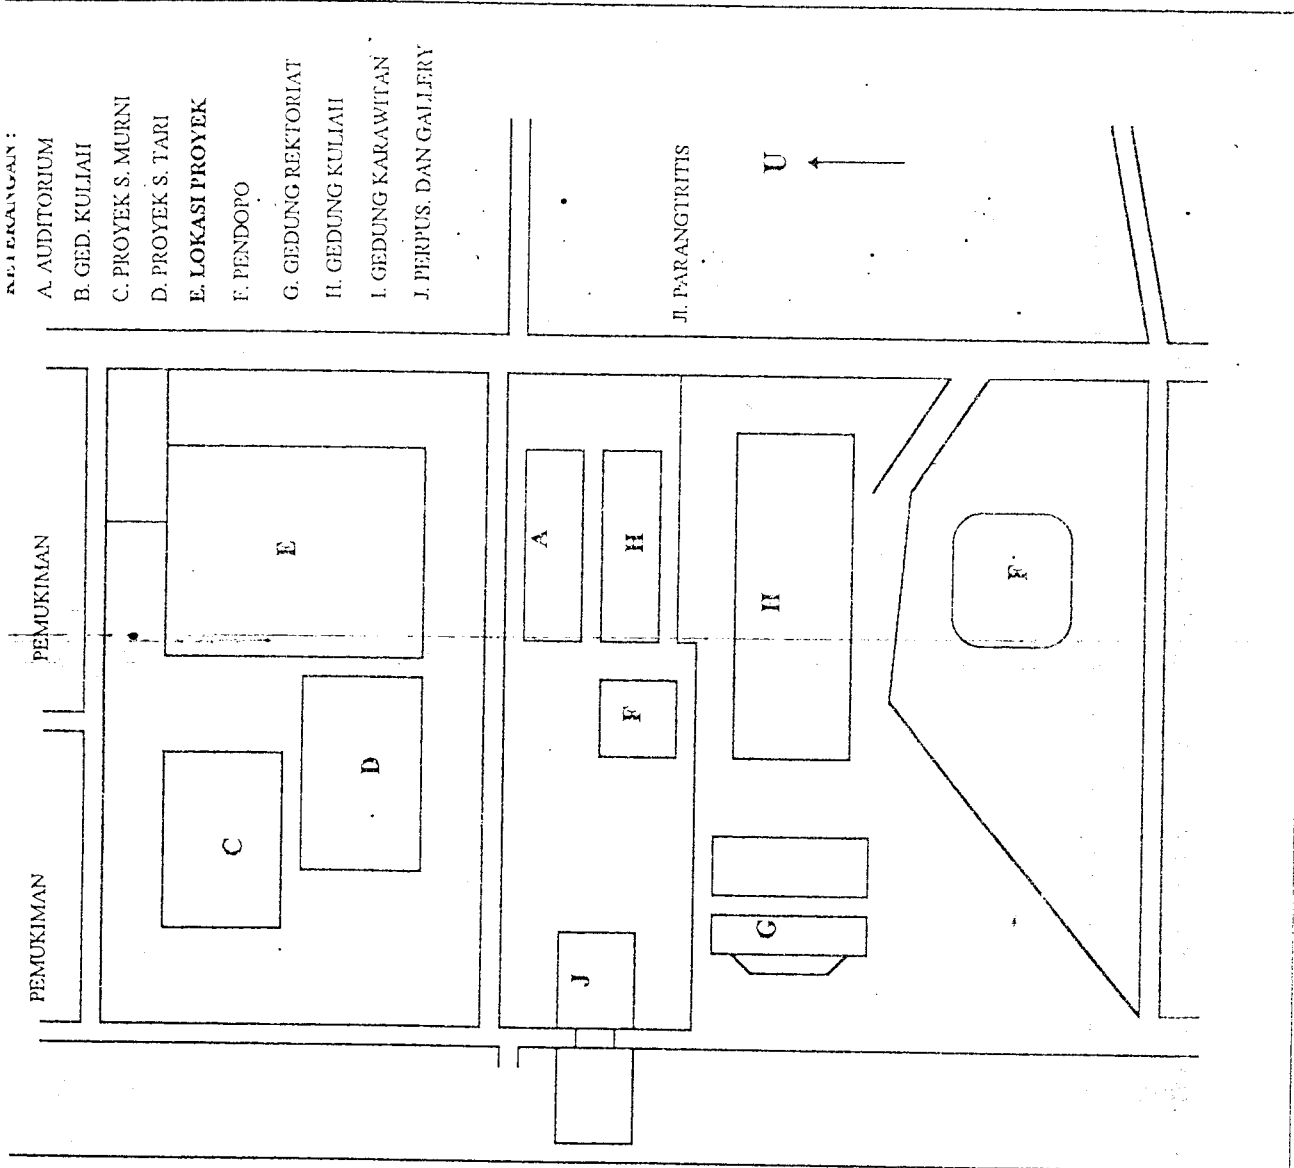 KETERANGAN :
A. AUDITORIUM
B. GED. KULIAH
C. PROYEK S. MURNI
D. PROYEK S. TARI
E. LOKASI PROYEK
F. PENDOPO
G. GEDUNG REKTORIAT
H. GEDUNG KULIAH
I. GEDUNG KARAWITAN
J. PERPUS. DAN GALLERY
Jl. PARANGTRITIS
U
PEMUKIMAN
PEMUKIMAN
E
A
H
H
F
F
D
C
J
G